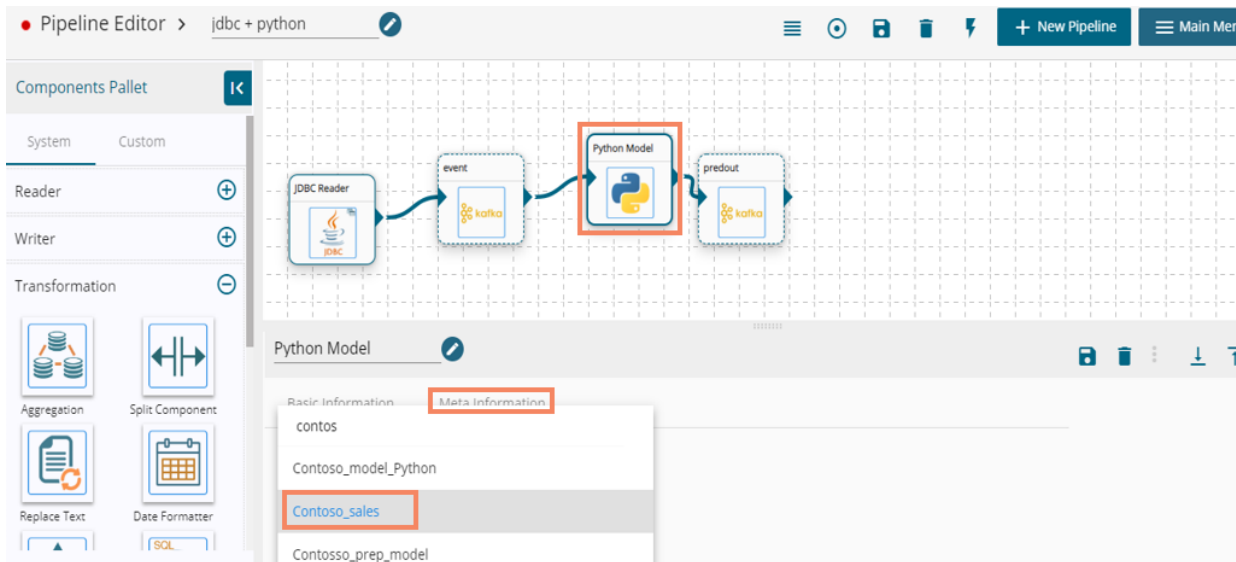 Pipeline Editor > jdbc + python
+ New Pipeline
Main Men
Components Pallet
System Custom
Reader
Writer
Transformation
Aggregation Split Component
Replace Text Date Formatter
SQL
JDBC Reader
JDBC
event
kafka
Python Model
predout
kafka
Python Model
Basic Information Meta Information
contos
Contoso_model_Python
Contoso_sales
Contosso_prep_model